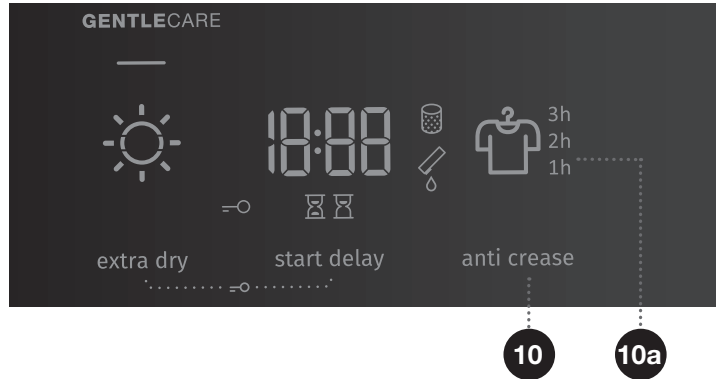 GENTLECARE
18:88
3h
2h
1h
extra dry
start delay
anti crease
10
10a